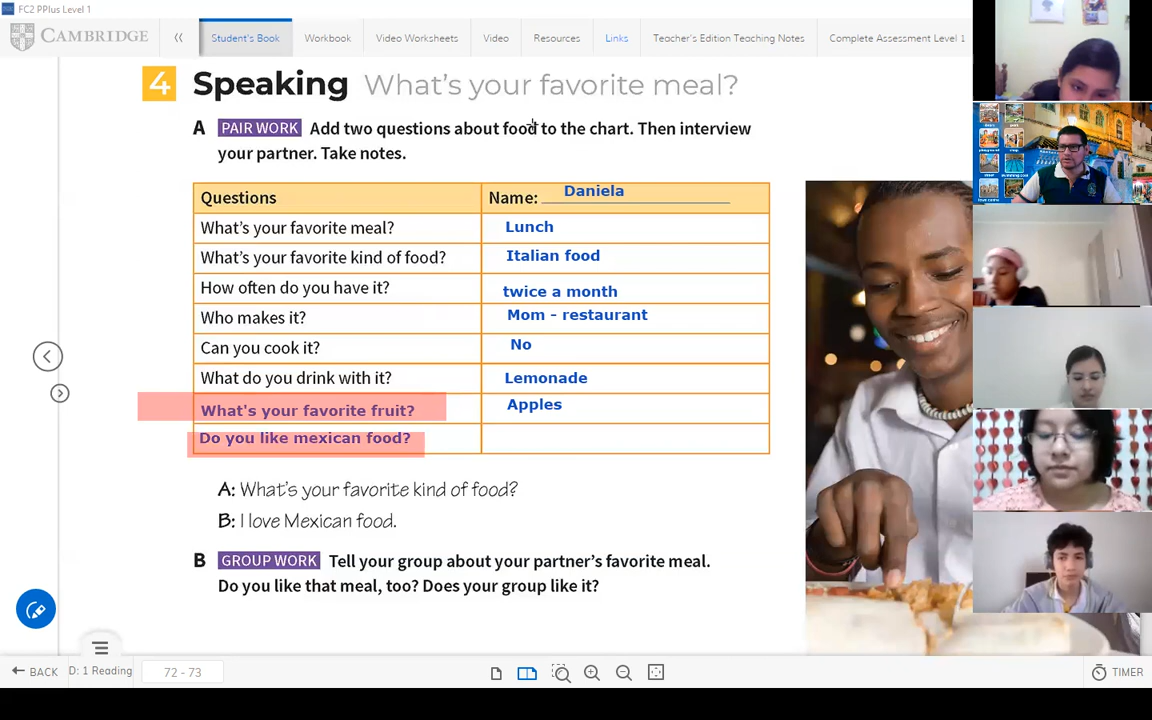 FC2 PPlus Level 1
CAMBRIDGE
Student's Book Workbook Video Worksheets Video Resources Links Teacher's Edition Teaching Notes Complete Assessment Level 1
4 Speaking What's your favorite meal?
A PAIR WORK Add two questions about food to the chart. Then interview
your partner. Take notes.
Questions Name: Daniela
What's your favorite meal? Lunch
What's your favorite kind of food? Italian food
How often do you have it? twice a month
Who makes it? Mom - restaurant
Can you cook it? No
What do you drink with it? Lemonade
What's your favorite fruit? Apples
Do you like mexican food?
A: What's your favorite kind of food?
B: I love Mexican food.
B GROUP WORK Tell your group about your partner's favorite meal.
Do you like that meal, too? Does your group like it?
BACK D: 1 Reading 72 - 73 TIMER